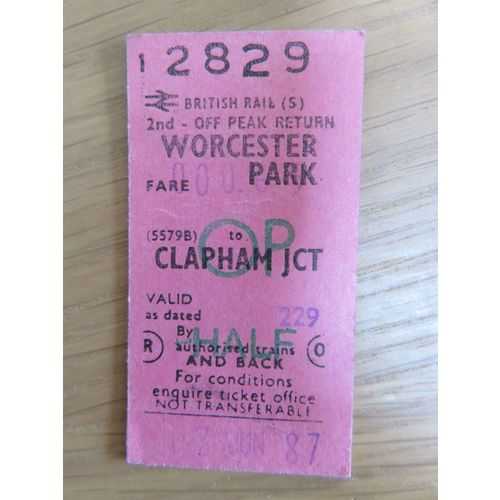 1 2829
BRITISH RAIL (S)
2nd - OFF PEAK RETURN
WORCESTER
PARK
FARE
(5579B) to
OP
CLAPHAM JCT
VALID
as dated 229
By
HALF
R authorised trains O
AND BACK
For conditions
enquire ticket office
NOT TRANSFERABLE
2 JUN 87